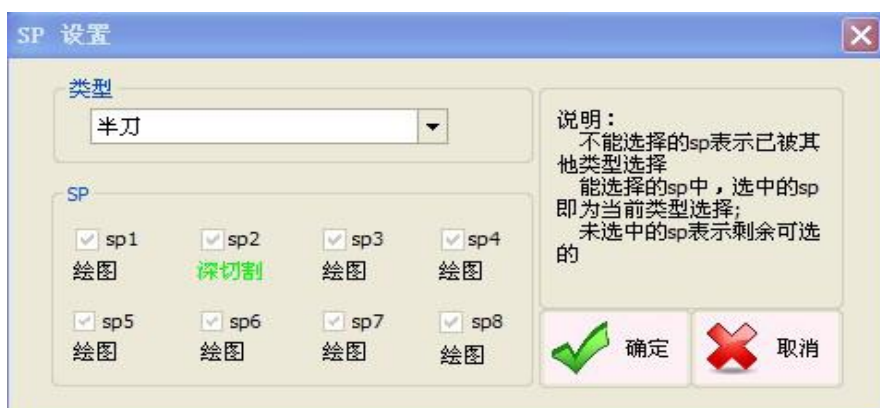 SP 设置
类型
半刀
SP
sp1 sp2 sp3 sp4
绘图 深切割 绘图 绘图
sp5 sp6 sp7 sp8
绘图 绘图 绘图 绘图
说明：
不能选择的sp表示已被其
他类型选择
能选择的sp中，选中的sp
即为当前类型选择;
未选中的sp表示剩余可选
的
确定 取消